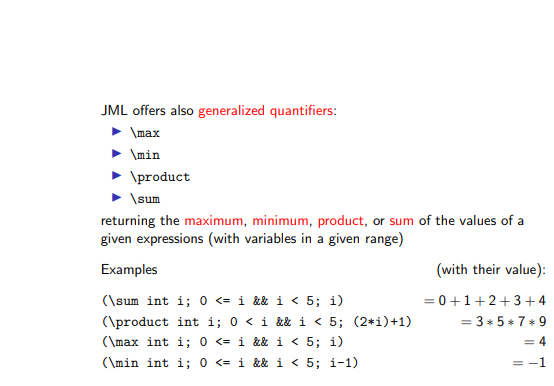 JML offers also generalized quantifiers:
▶ \max
▶ \min
▶ \product
▶ \sum
returning the maximum, minimum, product, or sum of the values of a
given expressions (with variables in a given range)
Examples (with their value):
(\sum int i; 0 <= i && i < 5; i) = 0 + 1 + 2 + 3 + 4
(\product int i; 0 < i && i < 5; (2*i)+1) = 3 ∗ 5 ∗ 7 ∗ 9
(\max int i; 0 <= i && i < 5; i) = 4
(\min int i; 0 <= i && i < 5; i-1) = −1